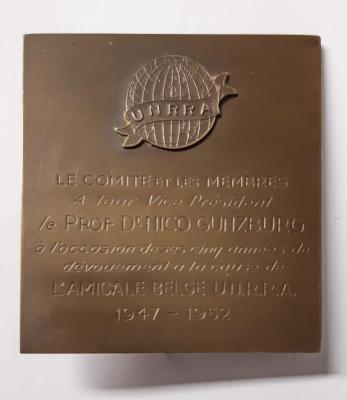 UNRRA
LE COMITE ET LES MEMBRES
A leur Vice Président
le PROF Dr NICO GUNZBURG
à l'occasion de ses cinq années de
dévouement a la cause de
L'AMICALE BELGE U.N.R.R.A.
1947 - 1952